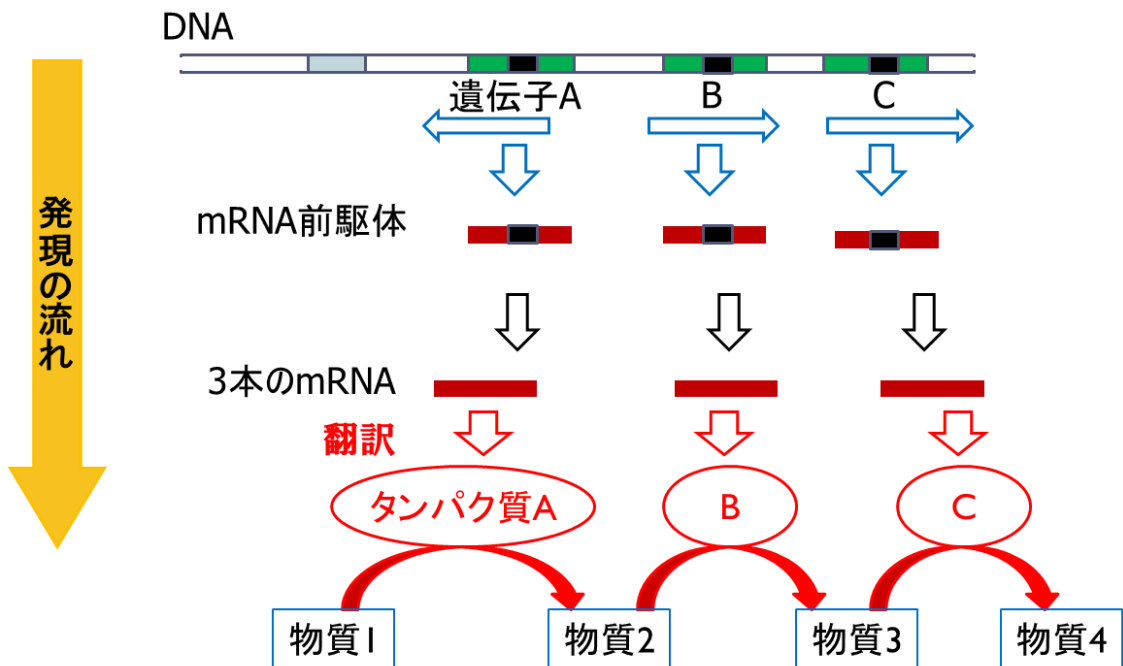 DNA
遺伝子A
B
C
発現の流れ
mRNA前駆体
3本のmRNA
翻訳
タンパク質A
B
C
物質1
物質2
物質3
物質4